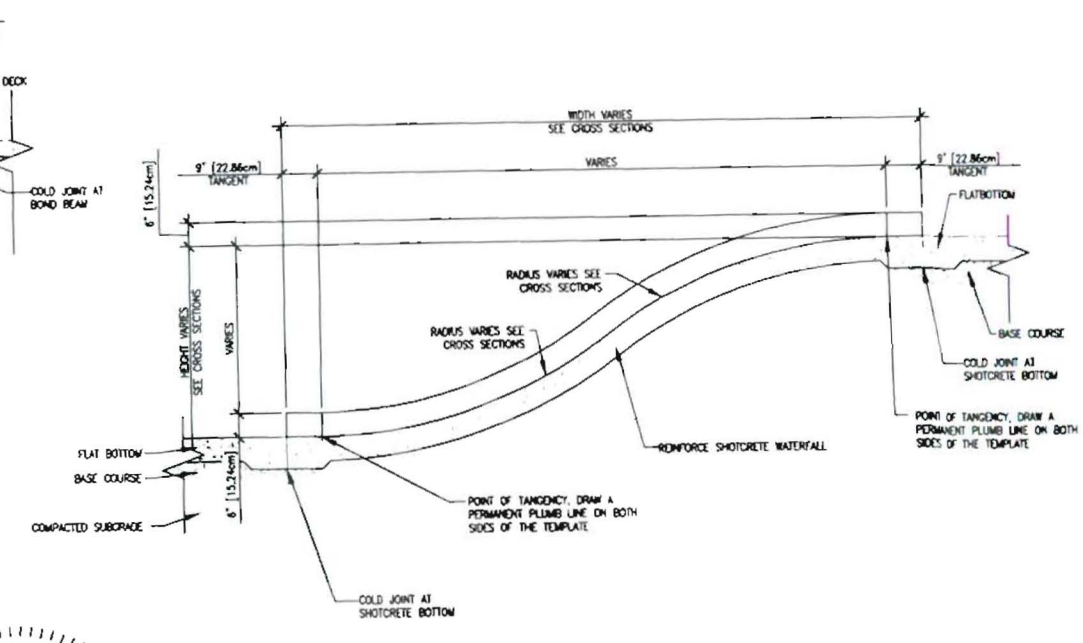 DECK
COLD JOINT AT
BOND BEAM
WIDTH VARIES
SEE CROSS SECTIONS
9" [22.86cm]
TANGENT
VARIES
9" [22.86cm]
TANGENT
6" [15.24cm]
FLATBOTTOM
RADIUS VARIES SEE
CROSS SECTIONS
RADIUS VARIES SEE
CROSS SECTIONS
HEIGHT VARIES
SEE CROSS SECTIONS
VARIES
BASE COURSE
COLD JOINT AT
SHOTCRETE BOTTOM
POINT OF TANGENCY, DRAW A
PERMANENT PLUMB LINE ON BOTH
SIDES OF THE TEMPLATE
REINFORCE SHOTCRETE WATERFALL
FLAT BOTTOM
BASE COURSE
6" [15.24cm]
COMPACTED SUBGRADE
POINT OF TANGENCY, DRAW A
PERMANENT PLUMB LINE ON BOTH
SIDES OF THE TEMPLATE
COLD JOINT AT
SHOTCRETE BOTTOM